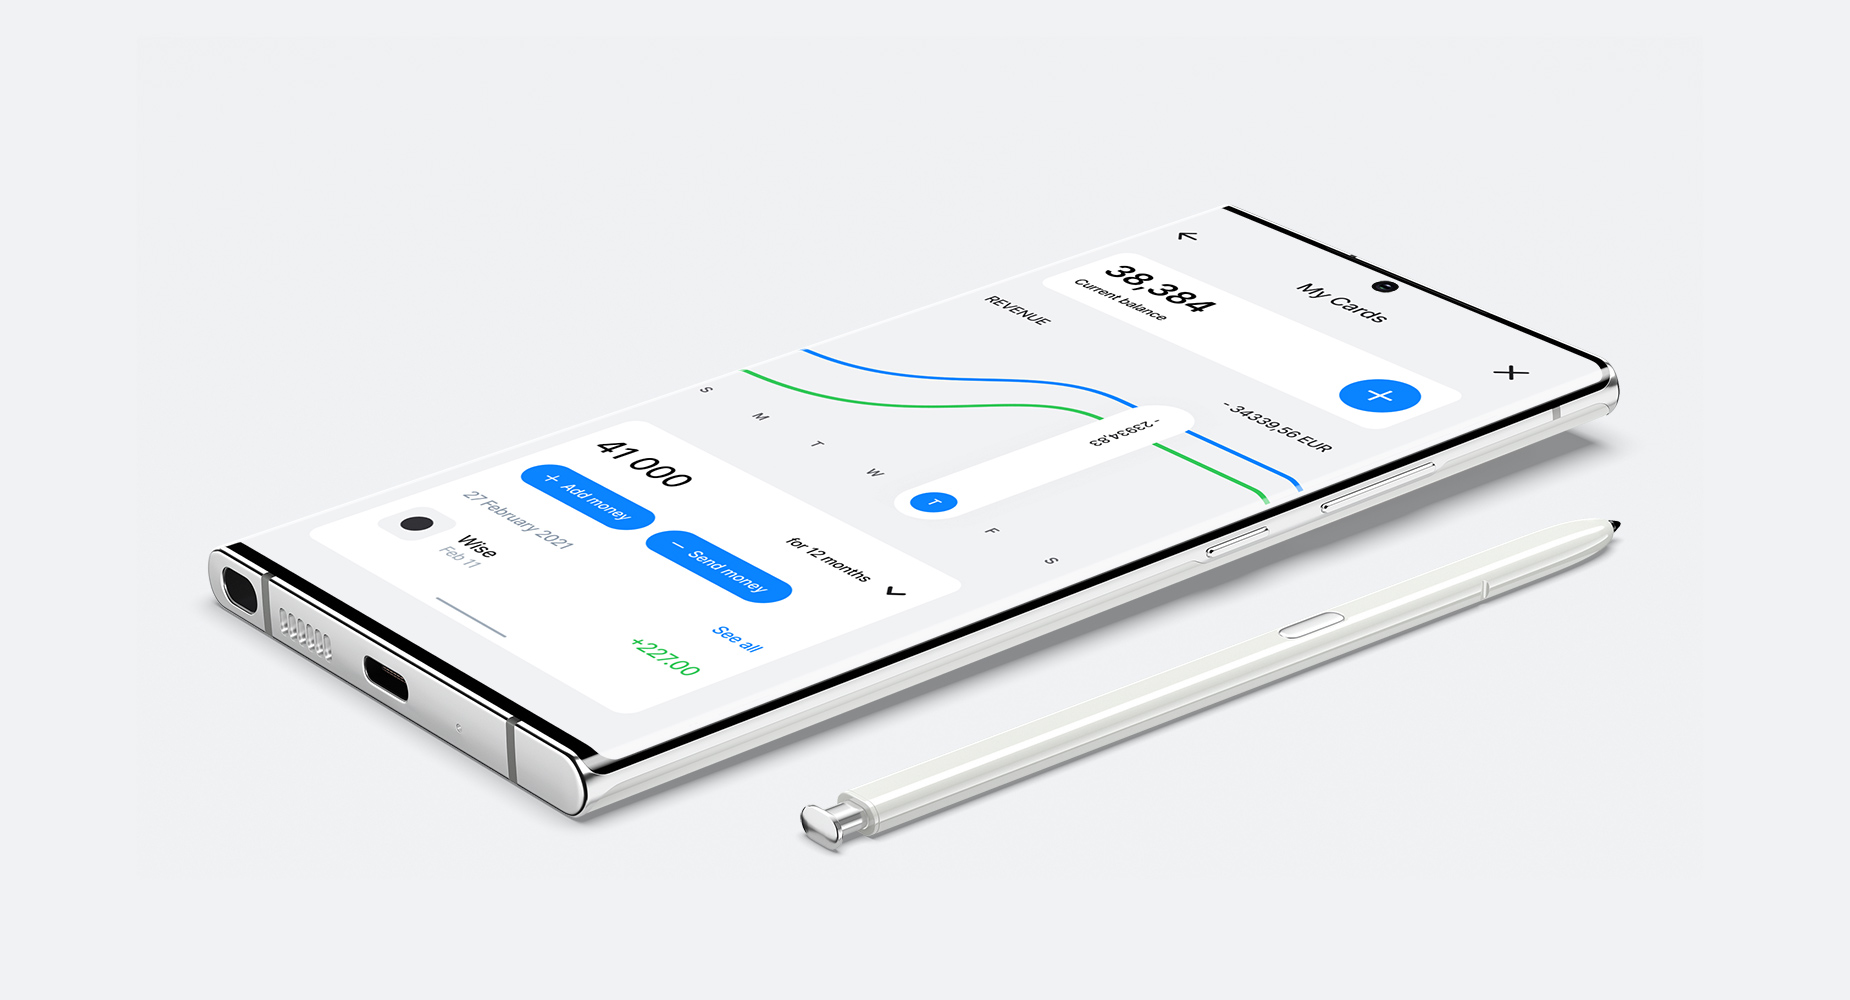 My Cards
38,384
Current balance
REVENUE
- 34339,56 EUR
- 23934,83
S
M
T
W
T
F
S
41 000
for 12 months
+ Add money
− Send money
27 February 2021
See all
Wise
Feb 11
+227.00